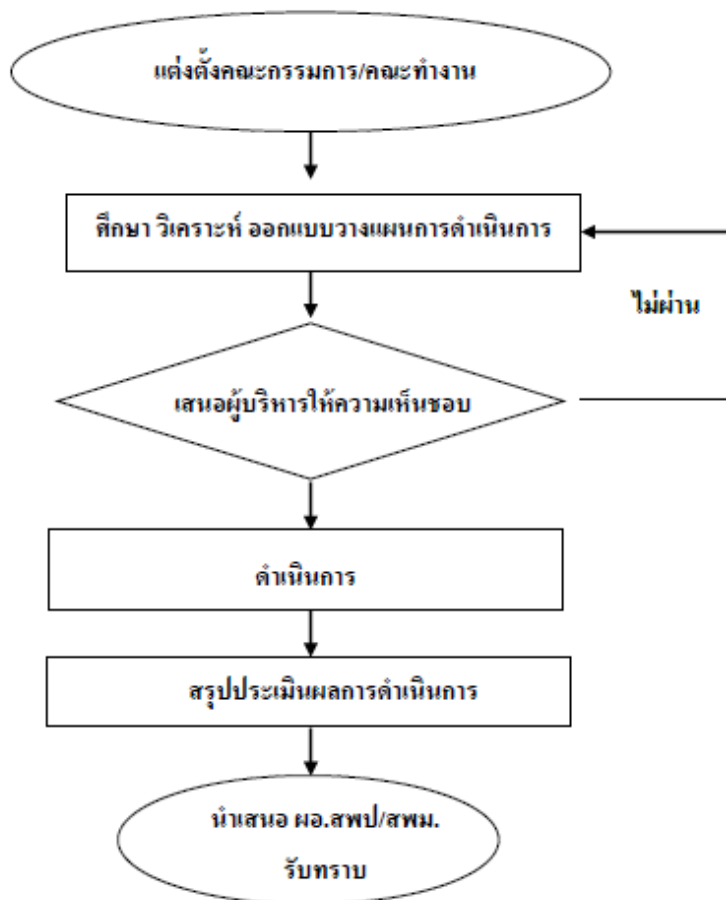 แต่งตั้งคณะกรรมการ/คณะทำงาน
ศึกษา วิเคราะห์ ออกแบบวางแผนการดำเนินการ
ไม่ผ่าน
เสนอผู้บริหารให้ความเห็นชอบ
ดำเนินการ
สรุปประเมินผลการดำเนินการ
นำเสนอ ผอ.สพป/สพม.
รับทราบ